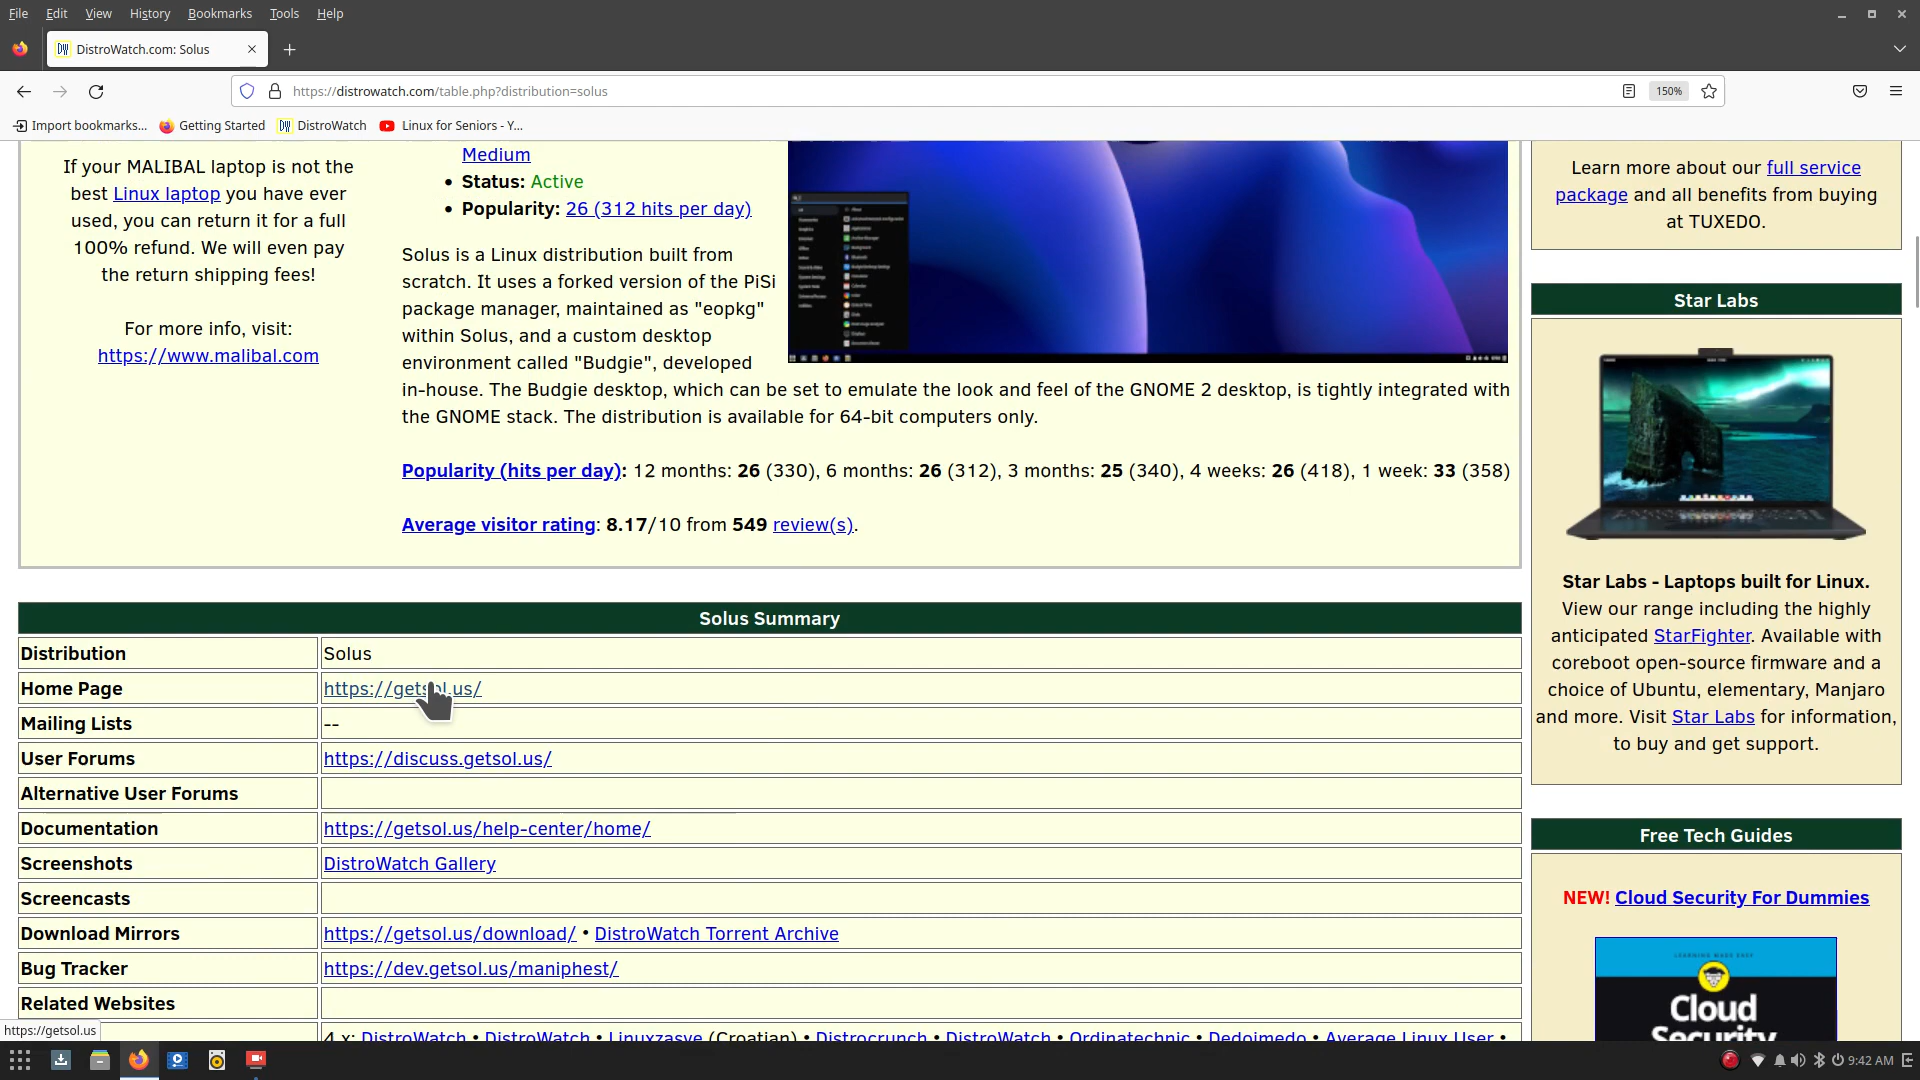 File Edit View History Bookmarks Tools Help
DistroWatch.com: Solus
https://distrowatch.com/table.php?distribution=solus
150%
Import bookmarks...
Getting Started
DistroWatch
Linux for Seniors - Y...
If your MALIBAL laptop is not the
best Linux laptop you have ever
used, you can return it for a full
100% refund. We will even pay
the return shipping fees!
For more info, visit:
https://www.malibal.com
Medium
• Status: Active
• Popularity: 26 (312 hits per day)
Solus is a Linux distribution built from
scratch. It uses a forked version of the PiSi
package manager, maintained as "eopkg"
within Solus, and a custom desktop
environment called "Budgie", developed
in-house. The Budgie desktop, which can be set to emulate the look and feel of the GNOME 2 desktop, is tightly integrated with
the GNOME stack. The distribution is available for 64-bit computers only.
Popularity (hits per day): 12 months: 26 (330), 6 months: 26 (312), 3 months: 25 (340), 4 weeks: 26 (418), 1 week: 33 (358)
Average visitor rating: 8.17/10 from 549 review(s).
Solus Summary
Distribution Solus
Home Page https://getsol.us/
Mailing Lists --
User Forums https://discuss.getsol.us/
Alternative User Forums
Documentation https://getsol.us/help-center/home/
Screenshots DistroWatch Gallery
Screencasts
Download Mirrors https://getsol.us/download/ • DistroWatch Torrent Archive
Bug Tracker https://dev.getsol.us/maniphest/
Related Websites
4.x: DistroWatch • DistroWatch • Linuxzasve (Croatian) • Distrocrunch • DistroWatch • Ordinatechnic • Dedoimedo • Average Linux User •
https://getsol.us
Learn more about our full service
package and all benefits from buying
at TUXEDO.
Star Labs
Star Labs - Laptops built for Linux.
View our range including the highly
anticipated StarFighter. Available with
coreboot open-source firmware and a
choice of Ubuntu, elementary, Manjaro
and more. Visit Star Labs for information,
to buy and get support.
Free Tech Guides
NEW! Cloud Security For Dummies
LEARNING MADE EASY
Cloud
Security
9:42 AM